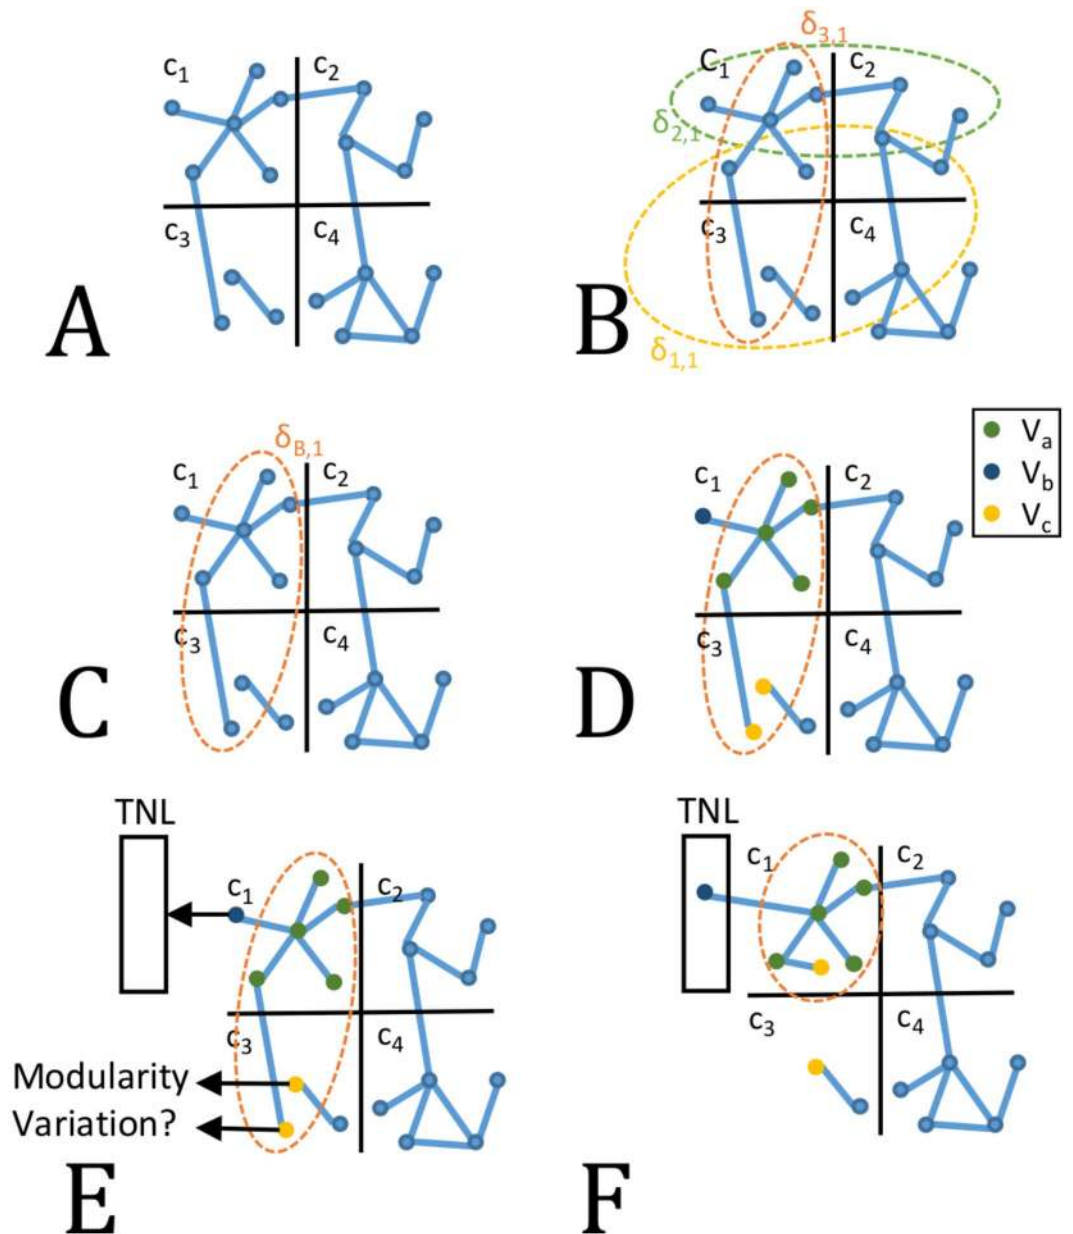 c1
c2
c3
c4
A
δ3,1
C1
c2
δ2,1
c3
c4
B
δ1,1
δB,1
c1
c2
c3
c4
C
Va
Vb
Vc
c1
c2
c3
c4
D
TNL
c1
c2
c3
c4
Modularity
Variation?
E
TNL
c1
c2
c3
c4
F